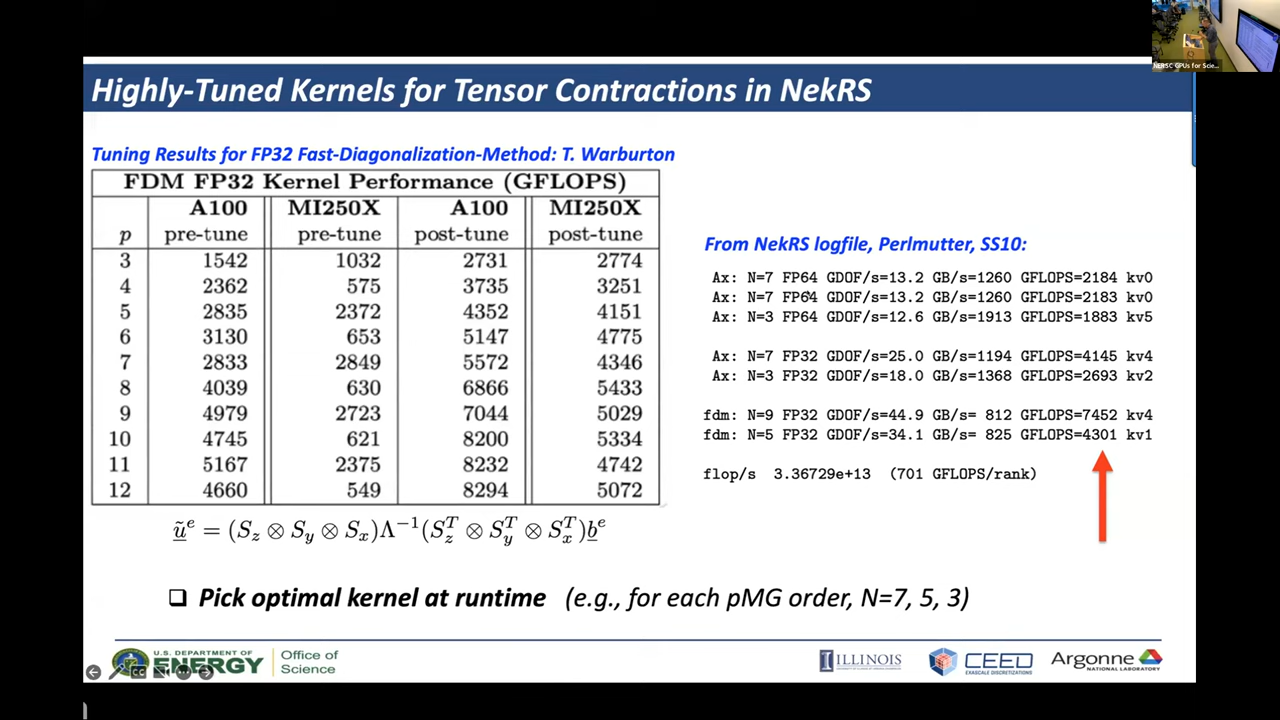 NERSC GPUs for Scie...
Highly-Tuned Kernels for Tensor Contractions in NekRS
Tuning Results for FP32 Fast-Diagonalization-Method: T. Warburton
FDM FP32 Kernel Performance (GFLOPS)
A100 MI250X A100 MI250X
p pre-tune pre-tune post-tune post-tune
3 1542 1032 2731 2774
4 2362 575 3735 3251
5 2835 2372 4352 4151
6 3130 653 5147 4775
7 2833 2849 5572 4346
8 4039 630 6866 5433
9 4979 2723 7044 5029
10 4745 621 8200 5334
11 5167 2375 8232 4742
12 4660 549 8294 5072
ũᵉ = (S_z ⊗ S_y ⊗ S_x)Λ⁻¹(S_z^T ⊗ S_y^T ⊗ S_x^T)bᵉ
From NekRS logfile, Perlmutter, SS10:
Ax: N=7 FP64 GDOF/s=13.2 GB/s=1260 GFLOPS=2184 kv0
Ax: N=7 FP64 GDOF/s=13.2 GB/s=1260 GFLOPS=2183 kv0
Ax: N=3 FP64 GDOF/s=12.6 GB/s=1913 GFLOPS=1883 kv5
Ax: N=7 FP32 GDOF/s=25.0 GB/s=1194 GFLOPS=4145 kv4
Ax: N=3 FP32 GDOF/s=18.0 GB/s=1368 GFLOPS=2693 kv2
fdm: N=9 FP32 GDOF/s=44.9 GB/s= 812 GFLOPS=7452 kv4
fdm: N=5 FP32 GDOF/s=34.1 GB/s= 825 GFLOPS=4301 kv1
flop/s 3.36729e+13 (701 GFLOPS/rank)
❑ Pick optimal kernel at runtime (e.g., for each pMG order, N=7, 5, 3)
U.S. DEPARTMENT OF
ENERGY
Office of
Science
ILLINOIS
CEED
EXASCALE DISCRETIZATIONS
Argonne
NATIONAL LABORATORY